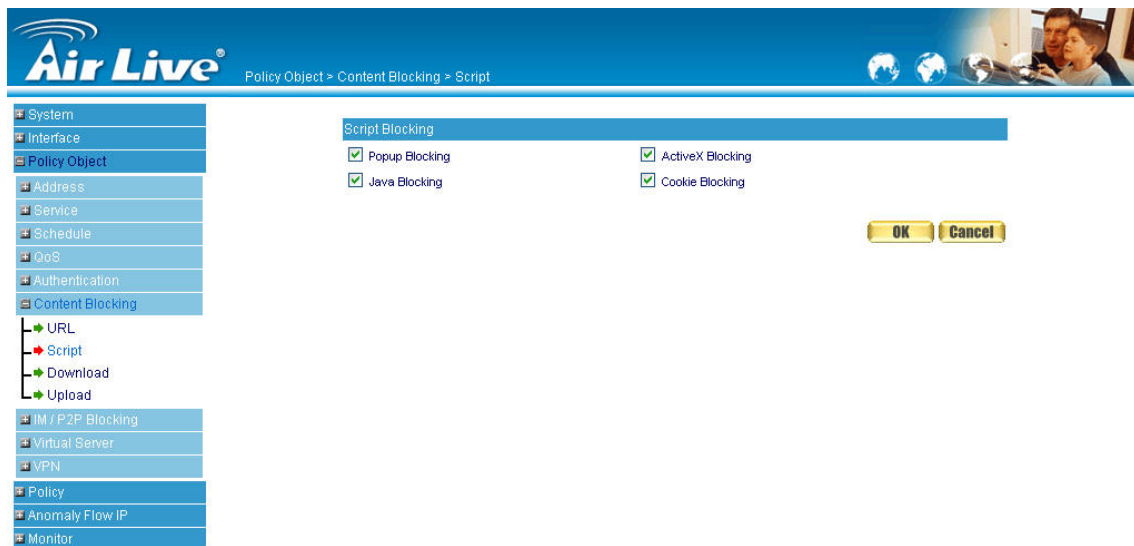 Air Live®
Policy Object > Content Blocking > Script
System
Interface
Policy Object
Address
Service
Schedule
QoS
Authentication
Content Blocking
URL
Script
Download
Upload
IM / P2P Blocking
Virtual Server
VPN
Policy
Anomaly Flow IP
Monitor
Script Blocking
Popup Blocking
ActiveX Blocking
Java Blocking
Cookie Blocking
OK
Cancel